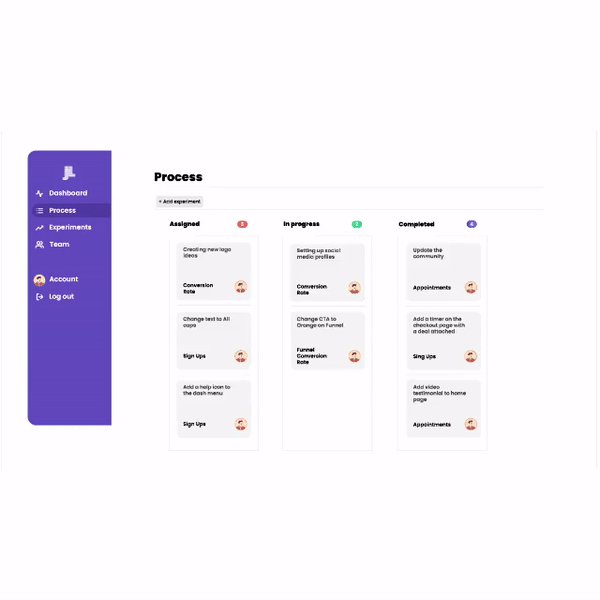 Dashboard
Process
Experiments
Team
Account
Log out
Process
+ Add experiment
Assigned
Creating new logo
ideas
Conversion
Rate
Change text to All
caps
Sign Ups
Add a help icon to
the dash menu
Sign Ups
In progress
Setting up social
media profiles
Conversion
Rate
Change CTA to
Orange on Funnel
Funnel
Conversion
Rate
Completed
Update the
community
Appointments
Add a timer on the
checkout page with
a deal attached
Sing Ups
Add video
testimonial to home
page
Appointments